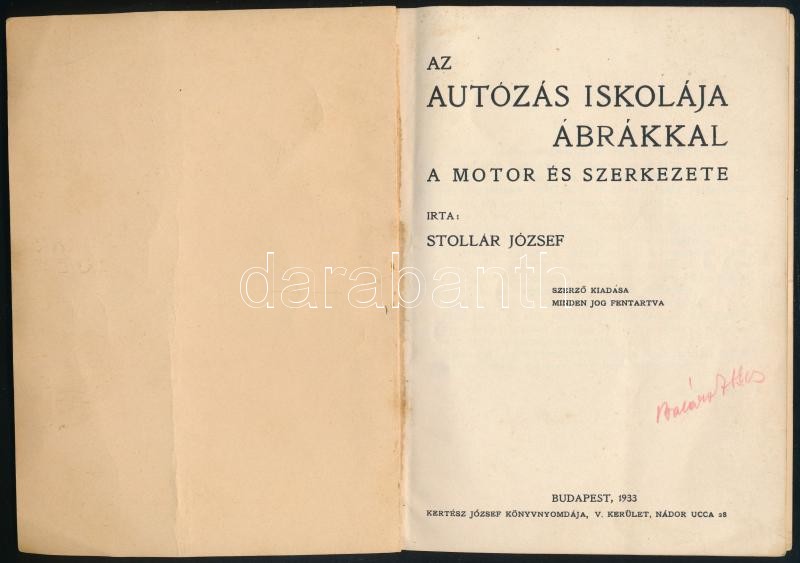 AZ
AUTÓZÁS ISKOLÁJA
ÁBRÁKKAL
A MOTOR ÉS SZERKEZETE
IRTA:
STOLLÁR JÓZSEF
SZERZŐ KIADÁSA
MINDEN JOG FENTARTVA
darabanth
BUDAPEST, 1933
KERTÉSZ JÓZSEF KÖNYVNYOMDÁJA, V. KERÜLET, NÁDOR UCCA 28